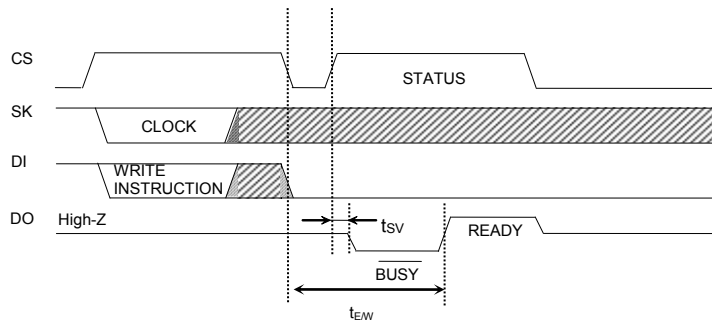 CS
STATUS
SK
CLOCK
DI
WRITE
INSTRUCTION
DO
High-Z
tSV
READY
BUSY
tE/W